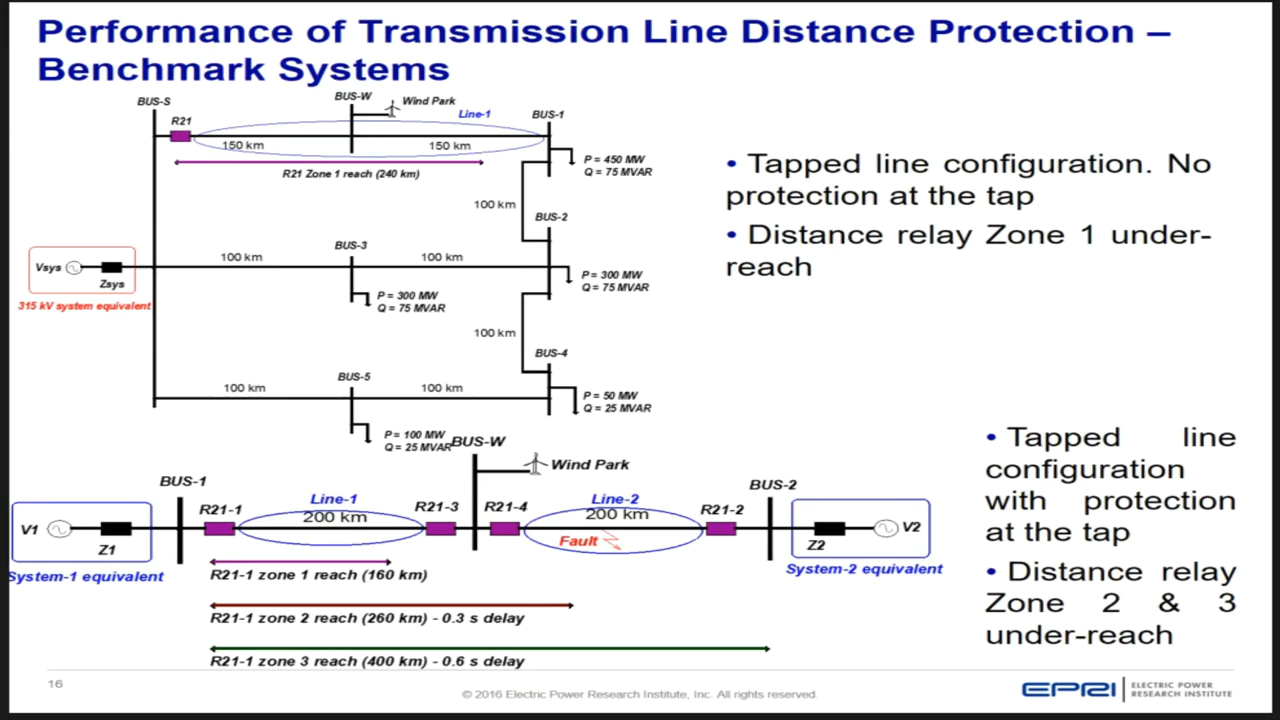 Performance of Transmission Line Distance Protection –
Benchmark Systems
BUS-S
BUS-W
Wind Park
R21
Line-1
BUS-1
150 km
150 km
P = 450 MW
Q = 75 MVAR
R21 Zone 1 reach (240 km)
100 km
BUS-2
BUS-3
100 km
100 km
Vsys
Zsys
P = 300 MW
Q = 75 MVAR
P = 300 MW
Q = 75 MVAR
315 kV system equivalent
100 km
BUS-4
BUS-5
100 km
100 km
P = 50 MW
Q = 25 MVAR
P = 100 MW
Q = 25 MVAR
• Tapped line configuration. No
protection at the tap
• Distance relay Zone 1 under-
reach
BUS-W
Wind Park
BUS-1
BUS-2
Line-1
Line-2
R21-1
R21-3
R21-4
R21-2
200 km
200 km
V1
Z1
Fault
Z2
V2
System-1 equivalent
System-2 equivalent
R21-1 zone 1 reach (160 km)
R21-1 zone 2 reach (260 km) - 0.3 s delay
R21-1 zone 3 reach (400 km) - 0.6 s delay
• Tapped line
configuration
with protection
at the tap
• Distance relay
Zone 2 & 3
under-reach
16
© 2016 Electric Power Research Institute, Inc. All rights reserved.
EPRI
ELECTRIC POWER
RESEARCH INSTITUTE